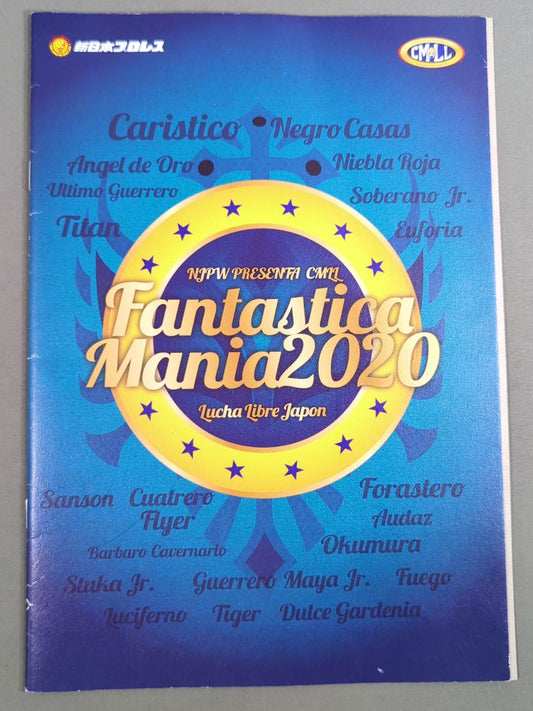 新日本プロレス
CMLL
Caristico
Negro Casas
Angel de Oro
Niebla Roja
Ultimo Guerrero
Soberano Jr.
Titan
Euforia
NJPW PRESENTA CMLL
Fantastica
Mania2020
Lucha Libre Japon
Sanson
Cuatrero
Forastero
Flyer
Audaz
Barbaro Cavernario
Okumura
Stuka Jr.
Guerrero Maya Jr.
Fuego
Luciferno
Tiger
Dulce Gardenia